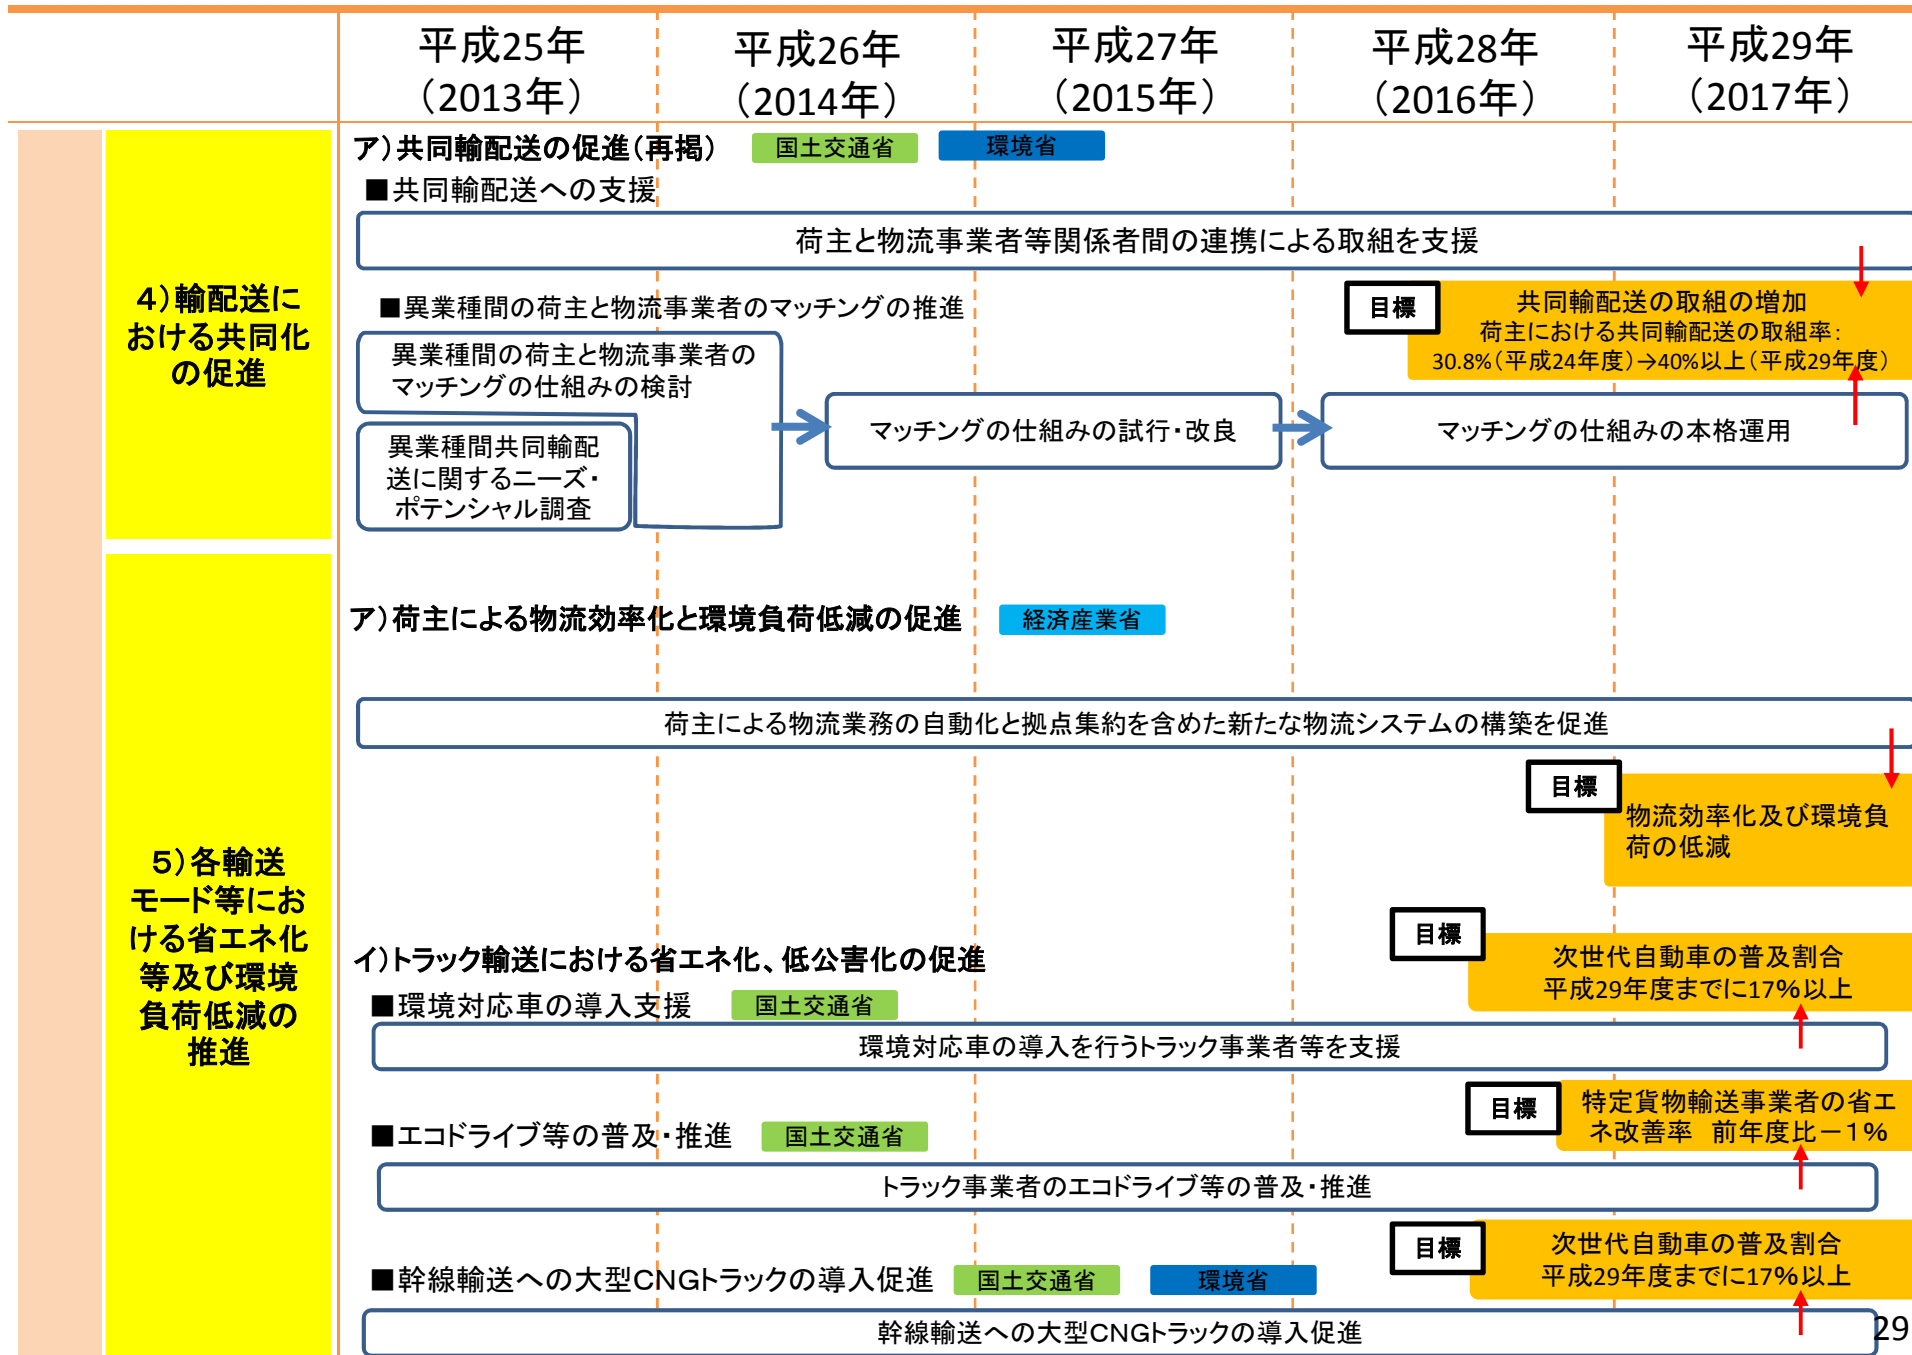 平成25年
（2013年）
平成26年
（2014年）
平成27年
（2015年）
平成28年
（2016年）
平成29年
（2017年）
4）輸配送に
おける共同化
の促進
ア）共同輸配送の促進（再掲）
国土交通省
環境省
■共同輸配送への支援
荷主と物流事業者等関係者間の連携による取組を支援
■異業種間の荷主と物流事業者のマッチングの推進
目標
共同輸配送の取組の増加
荷主における共同輸配送の取組率：
30.8%（平成24年度）→40%以上（平成29年度）
異業種間の荷主と物流事業者の
マッチングの仕組みの検討
異業種間共同輸配
送に関するニーズ・
ポテンシャル調査
マッチングの仕組みの試行・改良
マッチングの仕組みの本格運用
5）各輸送
モード等にお
ける省エネ化
等及び環境
負荷低減の
推進
ア）荷主による物流効率化と環境負荷低減の促進
経済産業省
荷主による物流業務の自動化と拠点集約を含めた新たな物流システムの構築を促進
目標
物流効率化及び環境負
荷の低減
イ）トラック輸送における省エネ化、低公害化の促進
目標
次世代自動車の普及割合
平成29年度までに17%以上
■環境対応車の導入支援
国土交通省
環境対応車の導入を行うトラック事業者等を支援
目標
特定貨物輸送事業者の省エ
ネ改善率　前年度比－1%
■エコドライブ等の普及・推進
国土交通省
トラック事業者のエコドライブ等の普及・推進
目標
次世代自動車の普及割合
平成29年度までに17%以上
■幹線輸送への大型CNGトラックの導入促進
国土交通省
環境省
幹線輸送への大型CNGトラックの導入促進
29